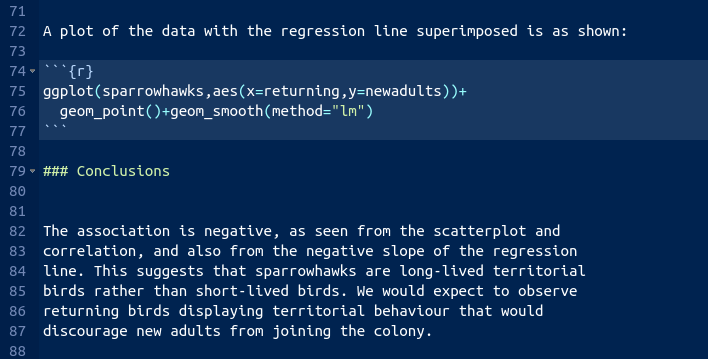 71
72 A plot of the data with the regression line superimposed is as shown:
73
74 ```{r}
75 ggplot(sparrowhawks,aes(x=returning,y=newadults))+
76   geom_point()+geom_smooth(method="lm")
77 ```
78
79 ### Conclusions
80
81
82 The association is negative, as seen from the scatterplot and
83 correlation, and also from the negative slope of the regression
84 line. This suggests that sparrowhawks are long-lived territorial
85 birds rather than short-lived birds. We would expect to observe
86 returning birds displaying territorial behaviour that would
87 discourage new adults from joining the colony.
88